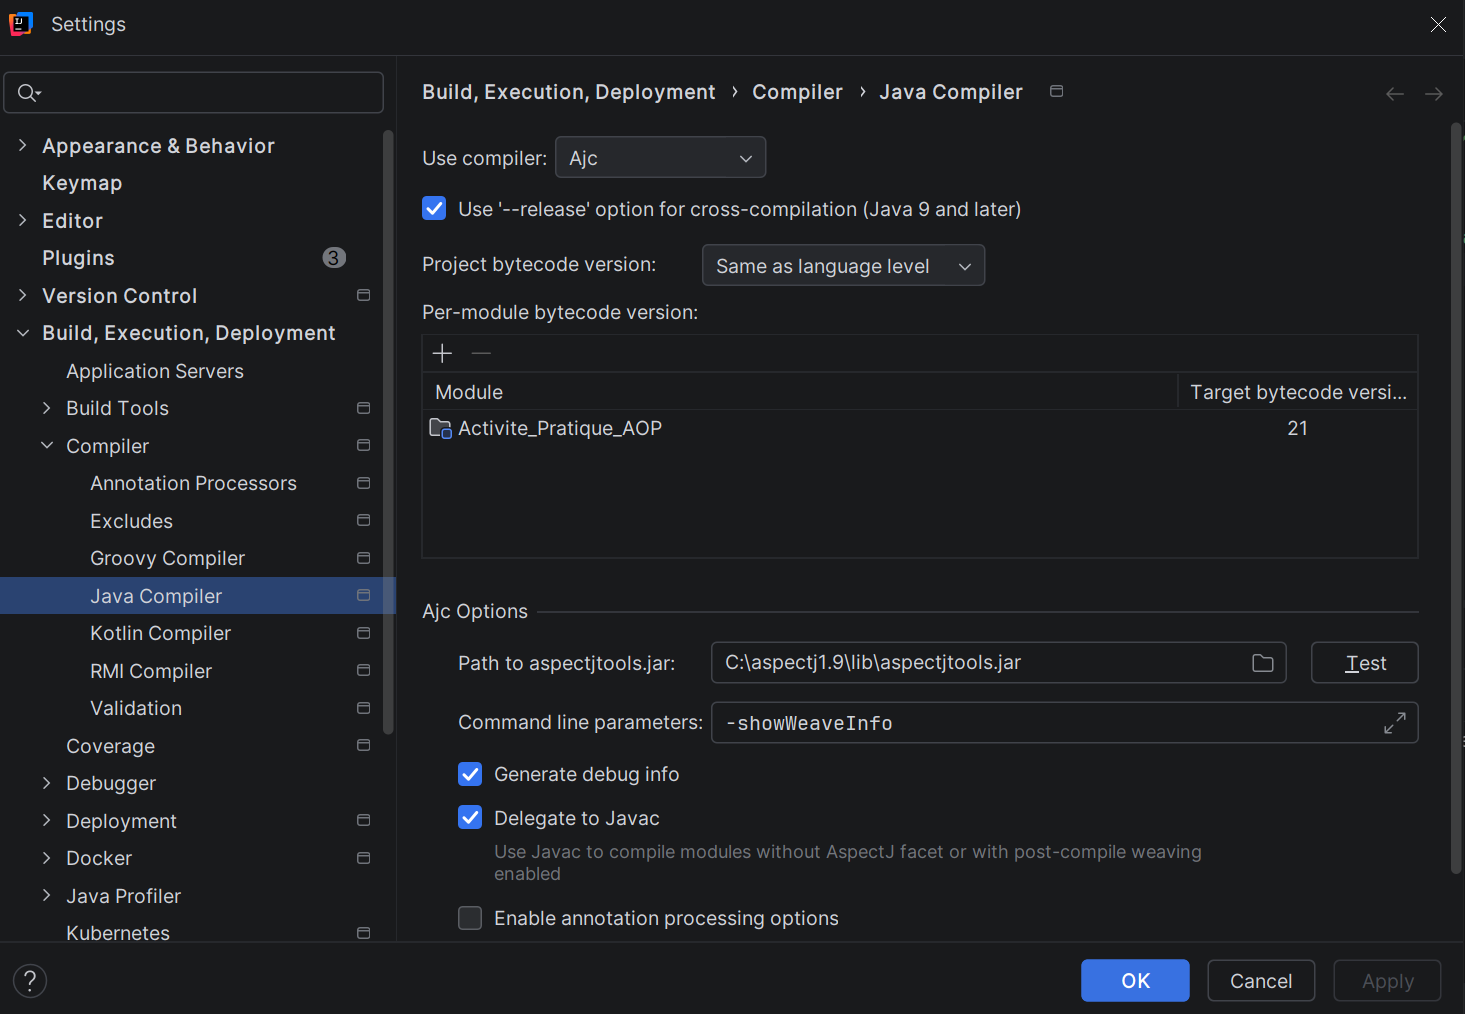 Settings
Build, Execution, Deployment › Compiler › Java Compiler
Appearance & Behavior
Keymap
Editor
Plugins 3
Version Control
Build, Execution, Deployment
Application Servers
Build Tools
Compiler
Annotation Processors
Excludes
Groovy Compiler
Java Compiler
Kotlin Compiler
RMI Compiler
Validation
Coverage
Debugger
Deployment
Docker
Java Profiler
Kubernetes
Use compiler: Ajc
Use '--release' option for cross-compilation (Java 9 and later)
Project bytecode version: Same as language level
Per-module bytecode version:
Module Target bytecode versi...
Activite_Pratique_AOP 21
Ajc Options
Path to aspectjtools.jar: C:\aspectj1.9\lib\aspectjtools.jar Test
Command line parameters: -showWeaveInfo
Generate debug info
Delegate to Javac
Use Javac to compile modules without AspectJ facet or with post-compile weaving
enabled
Enable annotation processing options
? OK Cancel Apply